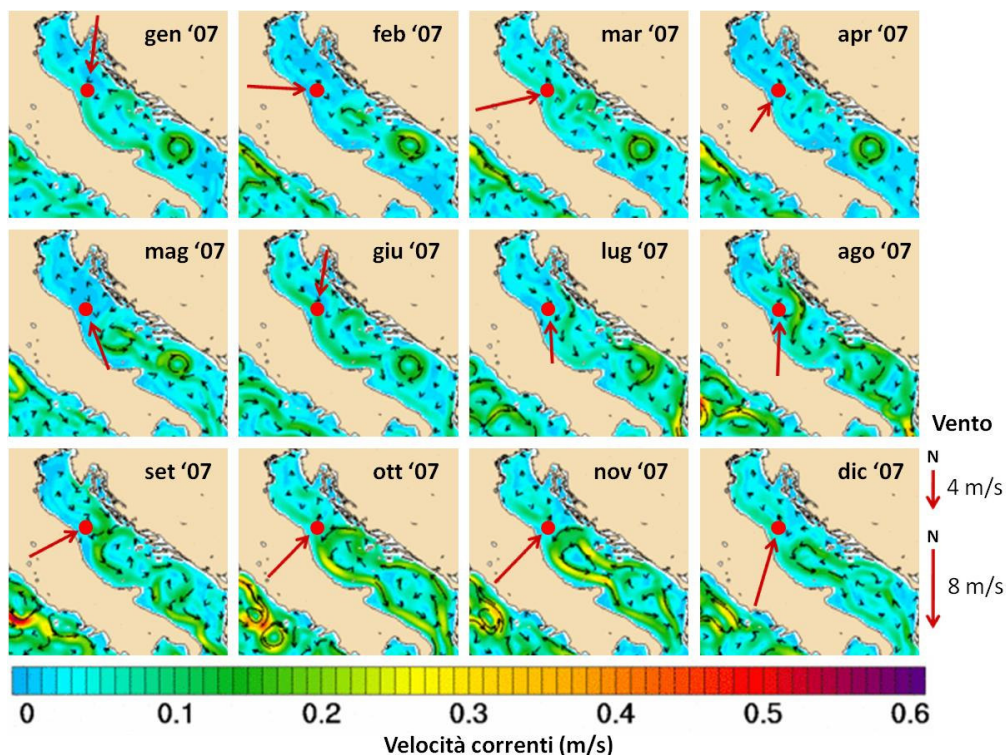 gen ‘07
feb ‘07
mar ‘07
apr ‘07
mag ‘07
giu ‘07
lug ‘07
ago ‘07
set ‘07
ott ‘07
nov ‘07
dic ‘07
Vento
N
4 m/s
N
8 m/s
0 0.1 0.2 0.3 0.4 0.5 0.6
Velocità correnti (m/s)